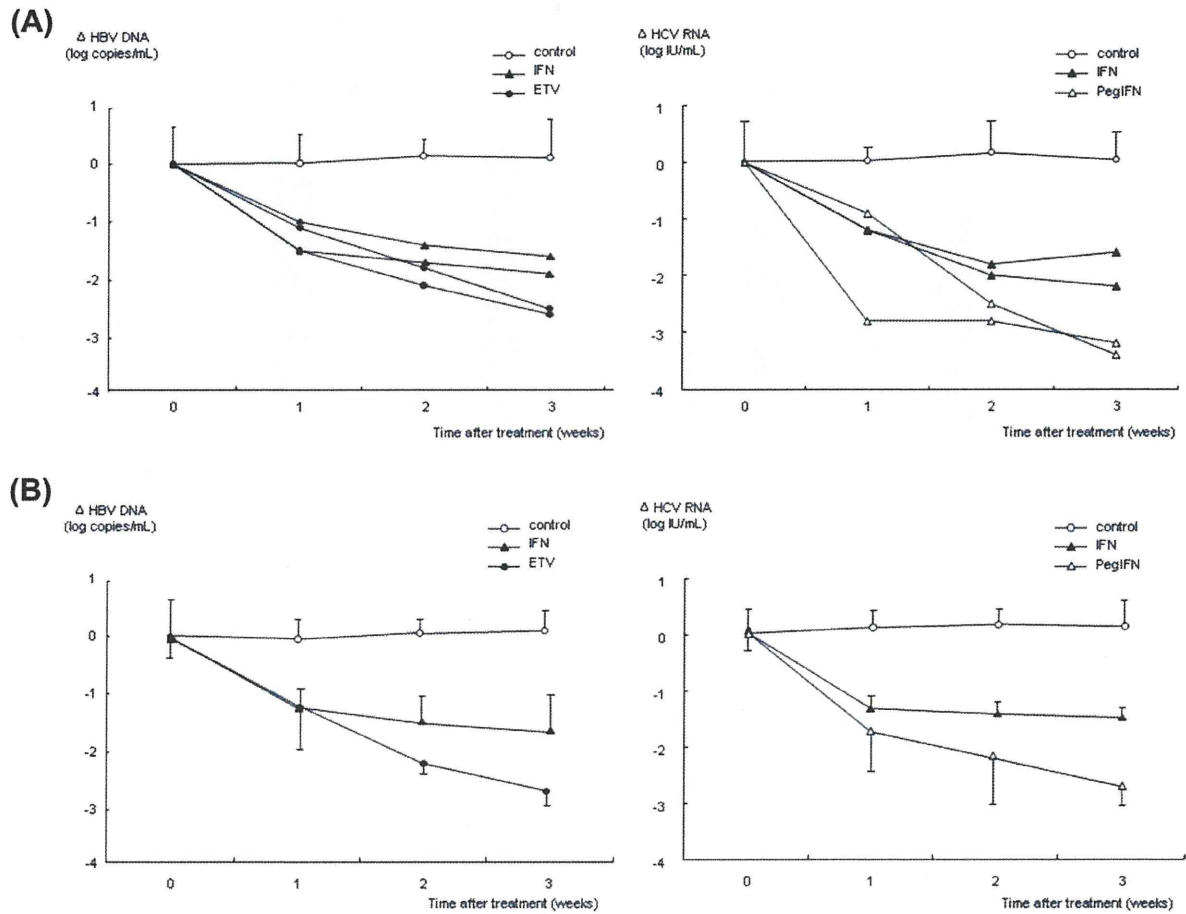 (A)
Δ HBV DNA
(log copies/mL)
control
IFN
ETV
1
0
-1
-2
-3
-4
0 1 2 3
Time after treatment (weeks)
Δ HCV RNA
(log IU/mL)
control
IFN
PegIFN
1
0
-1
-2
-3
-4
0 1 2 3
Time after treatment (weeks)
(B)
Δ HBV DNA
(log copies/mL)
control
IFN
ETV
1
0
-1
-2
-3
-4
0 1 2 3
Time after treatment (weeks)
Δ HCV RNA
(log IU/mL)
control
IFN
PegIFN
1
0
-1
-2
-3
-4
0 1 2 3
Time after treatment (weeks)